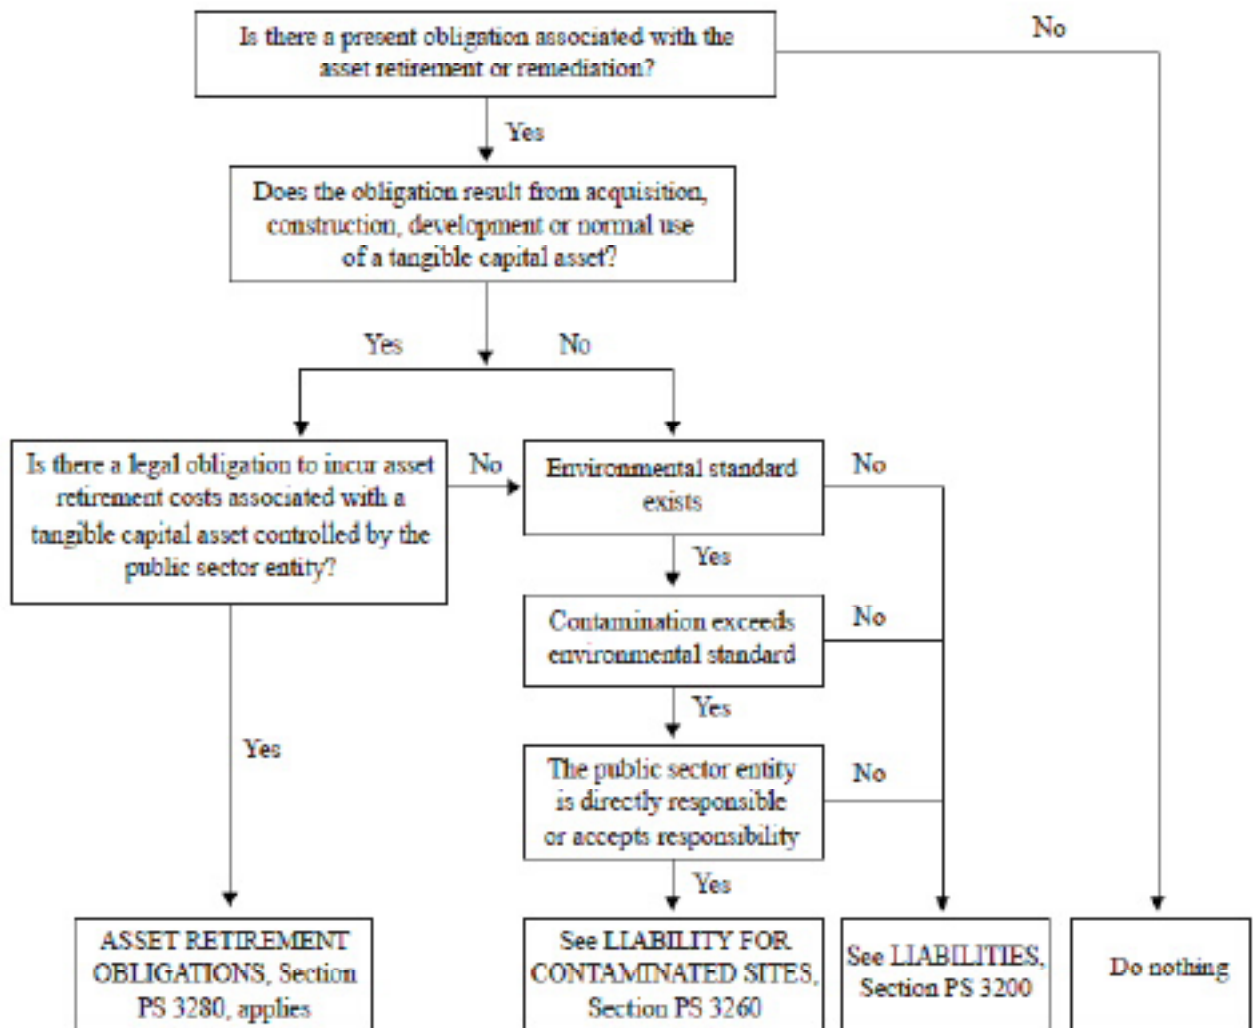 Is there a present obligation associated with the
asset retirement or remediation?
No
Yes
Does the obligation result from acquisition,
construction, development or normal use
of a tangible capital asset?
Yes
No
Is there a legal obligation to incur asset
retirement costs associated with a
tangible capital asset controlled by the
public sector entity?
No
Environmental standard
exists
No
Yes
Contamination exceeds
environmental standard
No
Yes
Yes
The public sector entity
is directly responsible
or accepts responsibility
No
Yes
ASSET RETIREMENT
OBLIGATIONS, Section
PS 3280, applies
See LIABILITY FOR
CONTAMINATED SITES,
Section PS 3260
See LIABILITIES,
Section PS 3200
Do nothing